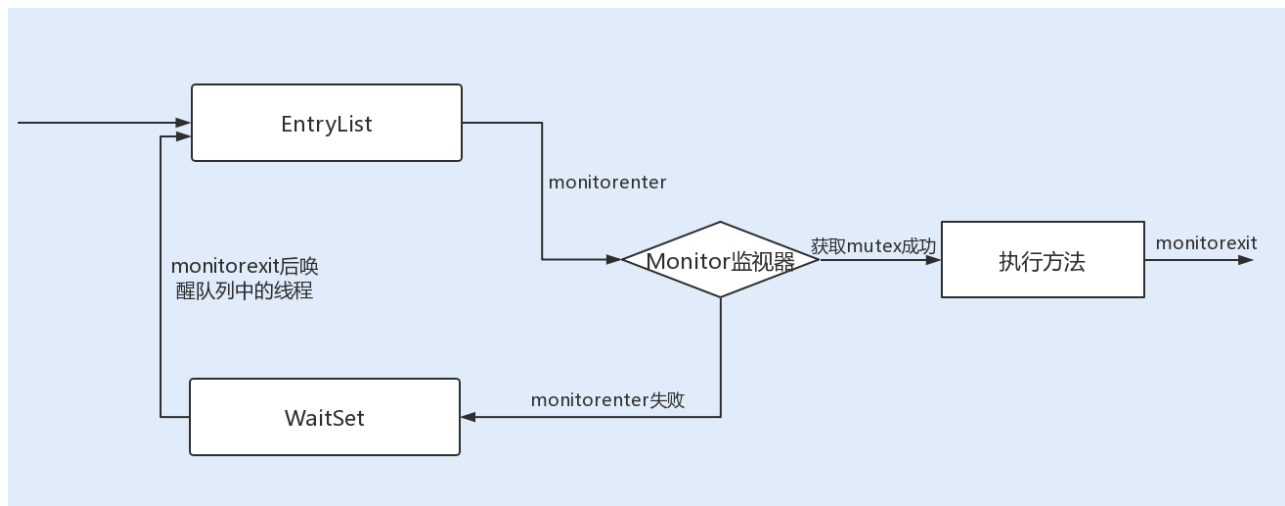 EntryList
monitorenter
获取mutex成功
monitorexit
Monitor监视器
执行方法
monitorexit后唤
醒队列中的线程
monitorenter失败
WaitSet